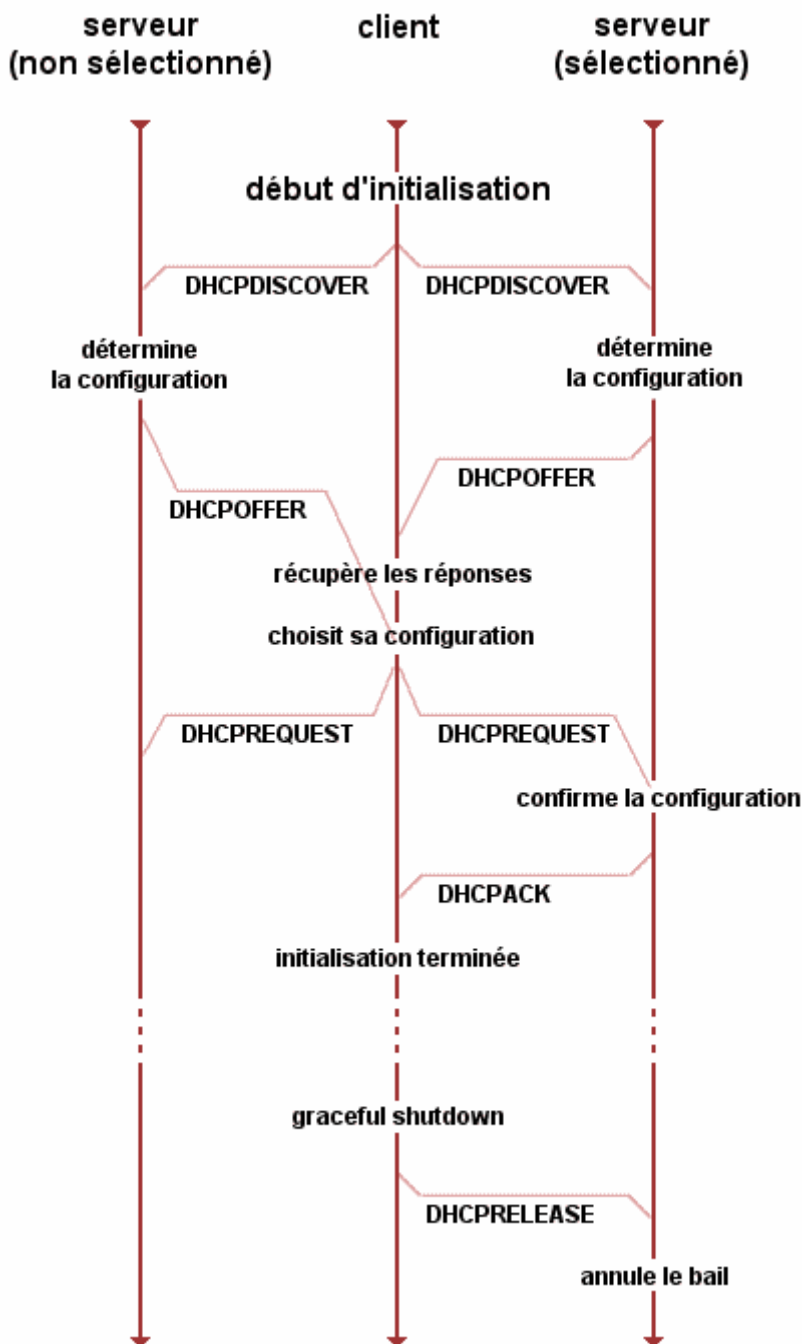 serveur
(non sélectionné)
client
serveur
(sélectionné)
début d'initialisation
DHCPDISCOVER
DHCPDISCOVER
détermine
la configuration
détermine
la configuration
DHCPOFFER
DHCPOFFER
récupère les réponses
choisit sa configuration
DHCPREQUEST
DHCPREQUEST
confirme la configuration
DHCPACK
initialisation terminée
graceful shutdown
DHCPRELEASE
annule le bail